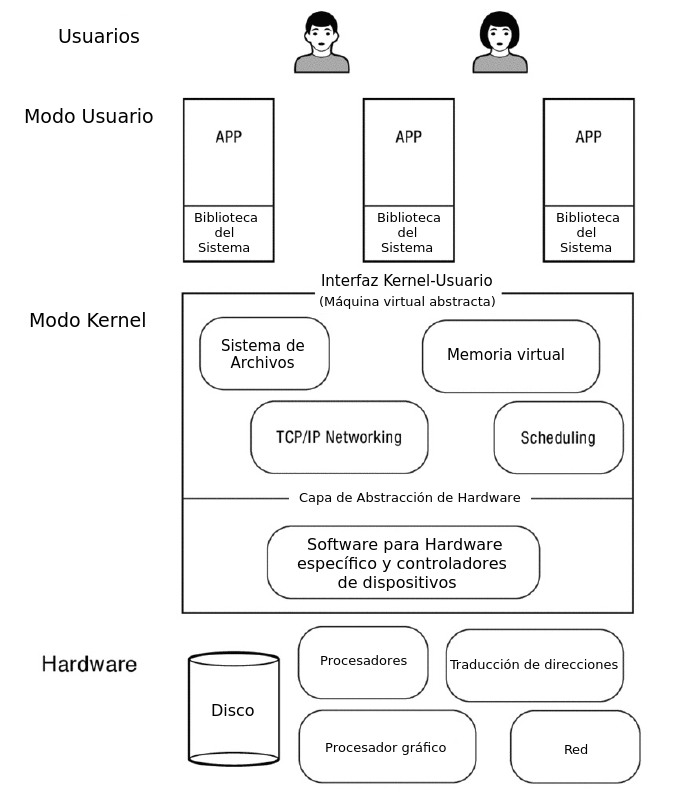 Usuarios
Modo Usuario
APP
APP
APP
Biblioteca
del
Sistema
Biblioteca
del
Sistema
Biblioteca
del
Sistema
Interfaz Kernel-Usuario
(Máquina virtual abstracta)
Modo Kernel
Sistema de
Archivos
Memoria virtual
TCP/IP Networking
Scheduling
Capa de Abstracción de Hardware
Software para Hardware
específico y controladores
de dispositivos
Hardware
Disco
Procesadores
Traducción de direcciones
Procesador gráfico
Red